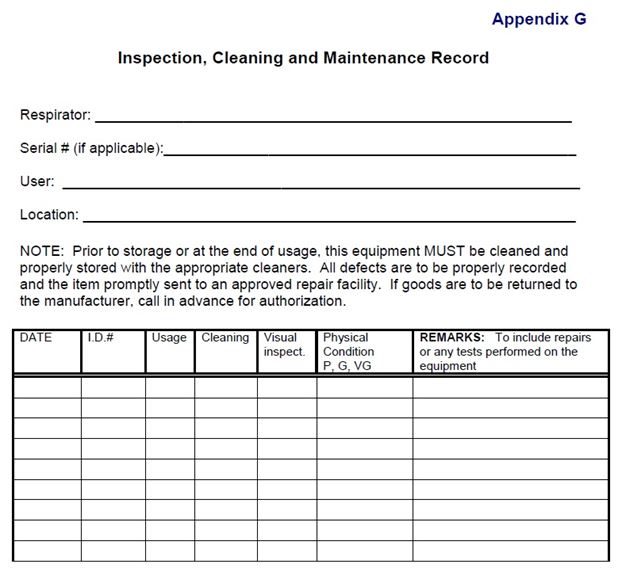 Appendix G
Inspection, Cleaning and Maintenance Record
Respirator:
Serial # (if applicable):
User:
Location:
NOTE: Prior to storage or at the end of usage, this equipment MUST be cleaned and
properly stored with the appropriate cleaners. All defects are to be properly recorded
and the item promptly sent to an approved repair facility. If goods are to be returned to
the manufacturer, call in advance for authorization.
DATE I.D.# Usage Cleaning Visual Physical REMARKS: To include repairs
inspect. Condition or any tests performed on the
P, G, VG equipment